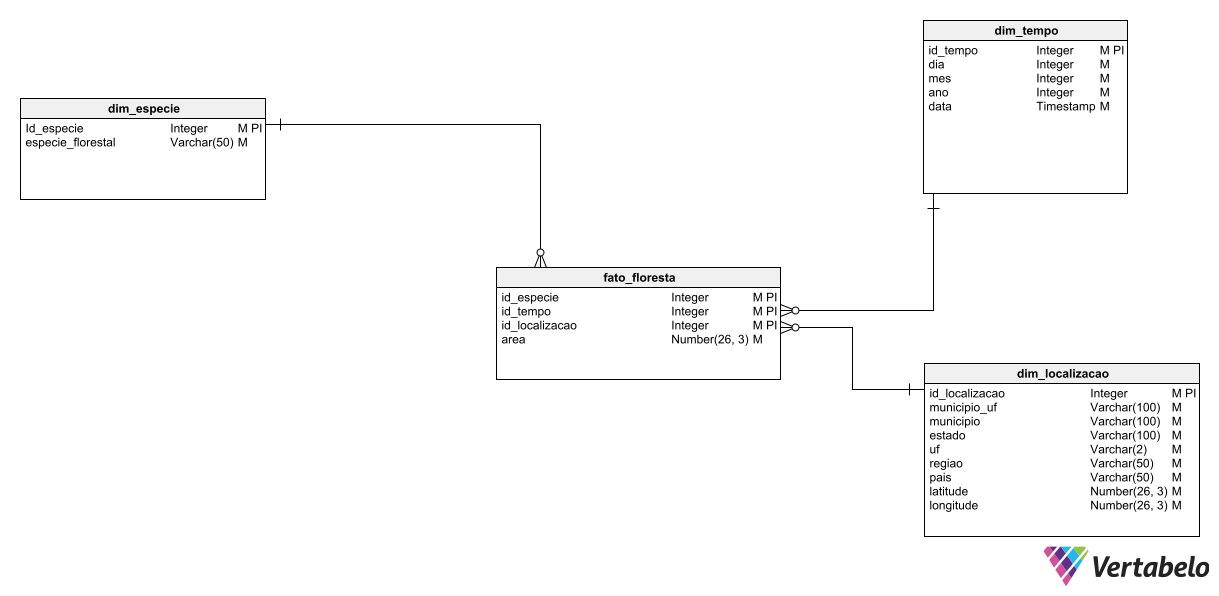 dim_tempo
id_tempo Integer M PI
dia Integer M
mes Integer M
ano Integer M
data Timestamp M
dim_especie
Id_especie Integer M PI
especie_florestal Varchar(50) M
fato_floresta
id_especie Integer M PI
id_tempo Integer M PI
id_localizacao Integer M PI
area Number(26, 3) M
dim_localizacao
id_localizacao Integer M PI
municipio_uf Varchar(100) M
municipio Varchar(100) M
estado Varchar(100) M
uf Varchar(2) M
regiao Varchar(50) M
pais Varchar(50) M
latitude Number(26, 3) M
longitude Number(26, 3) M
Vertabelo